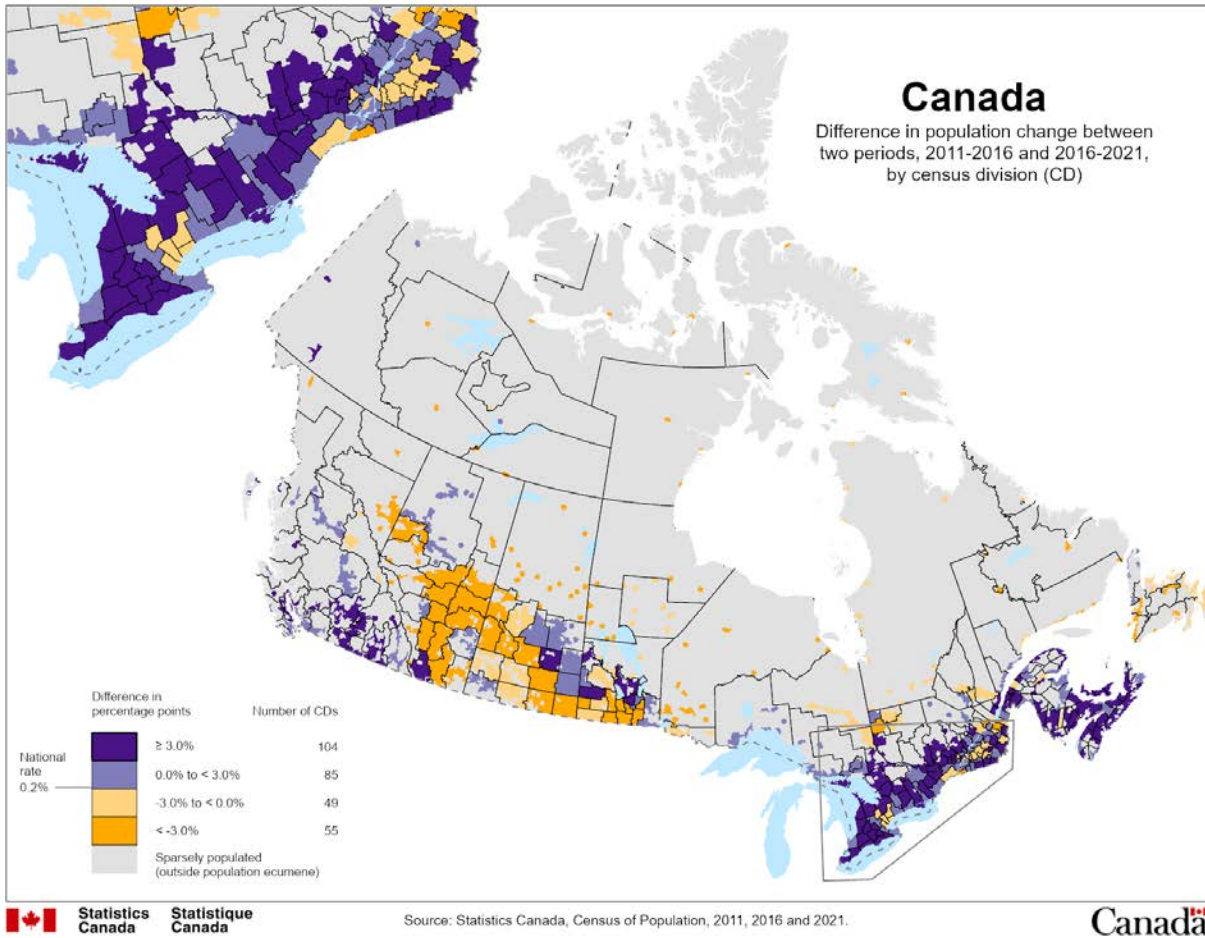 Canada
Difference in population change between
two periods, 2011-2016 and 2016-2021,
by census division (CD)
Difference in
percentage points
Number of CDs
≥ 3.0% 104
National
rate
0.2%
0.0% to < 3.0% 85
-3.0% to < 0.0% 49
< -3.0% 55
Sparsely populated
(outside population ecumene)
Statistics
Canada
Statistique
Canada
Source: Statistics Canada, Census of Population, 2011, 2016 and 2021.
Canada